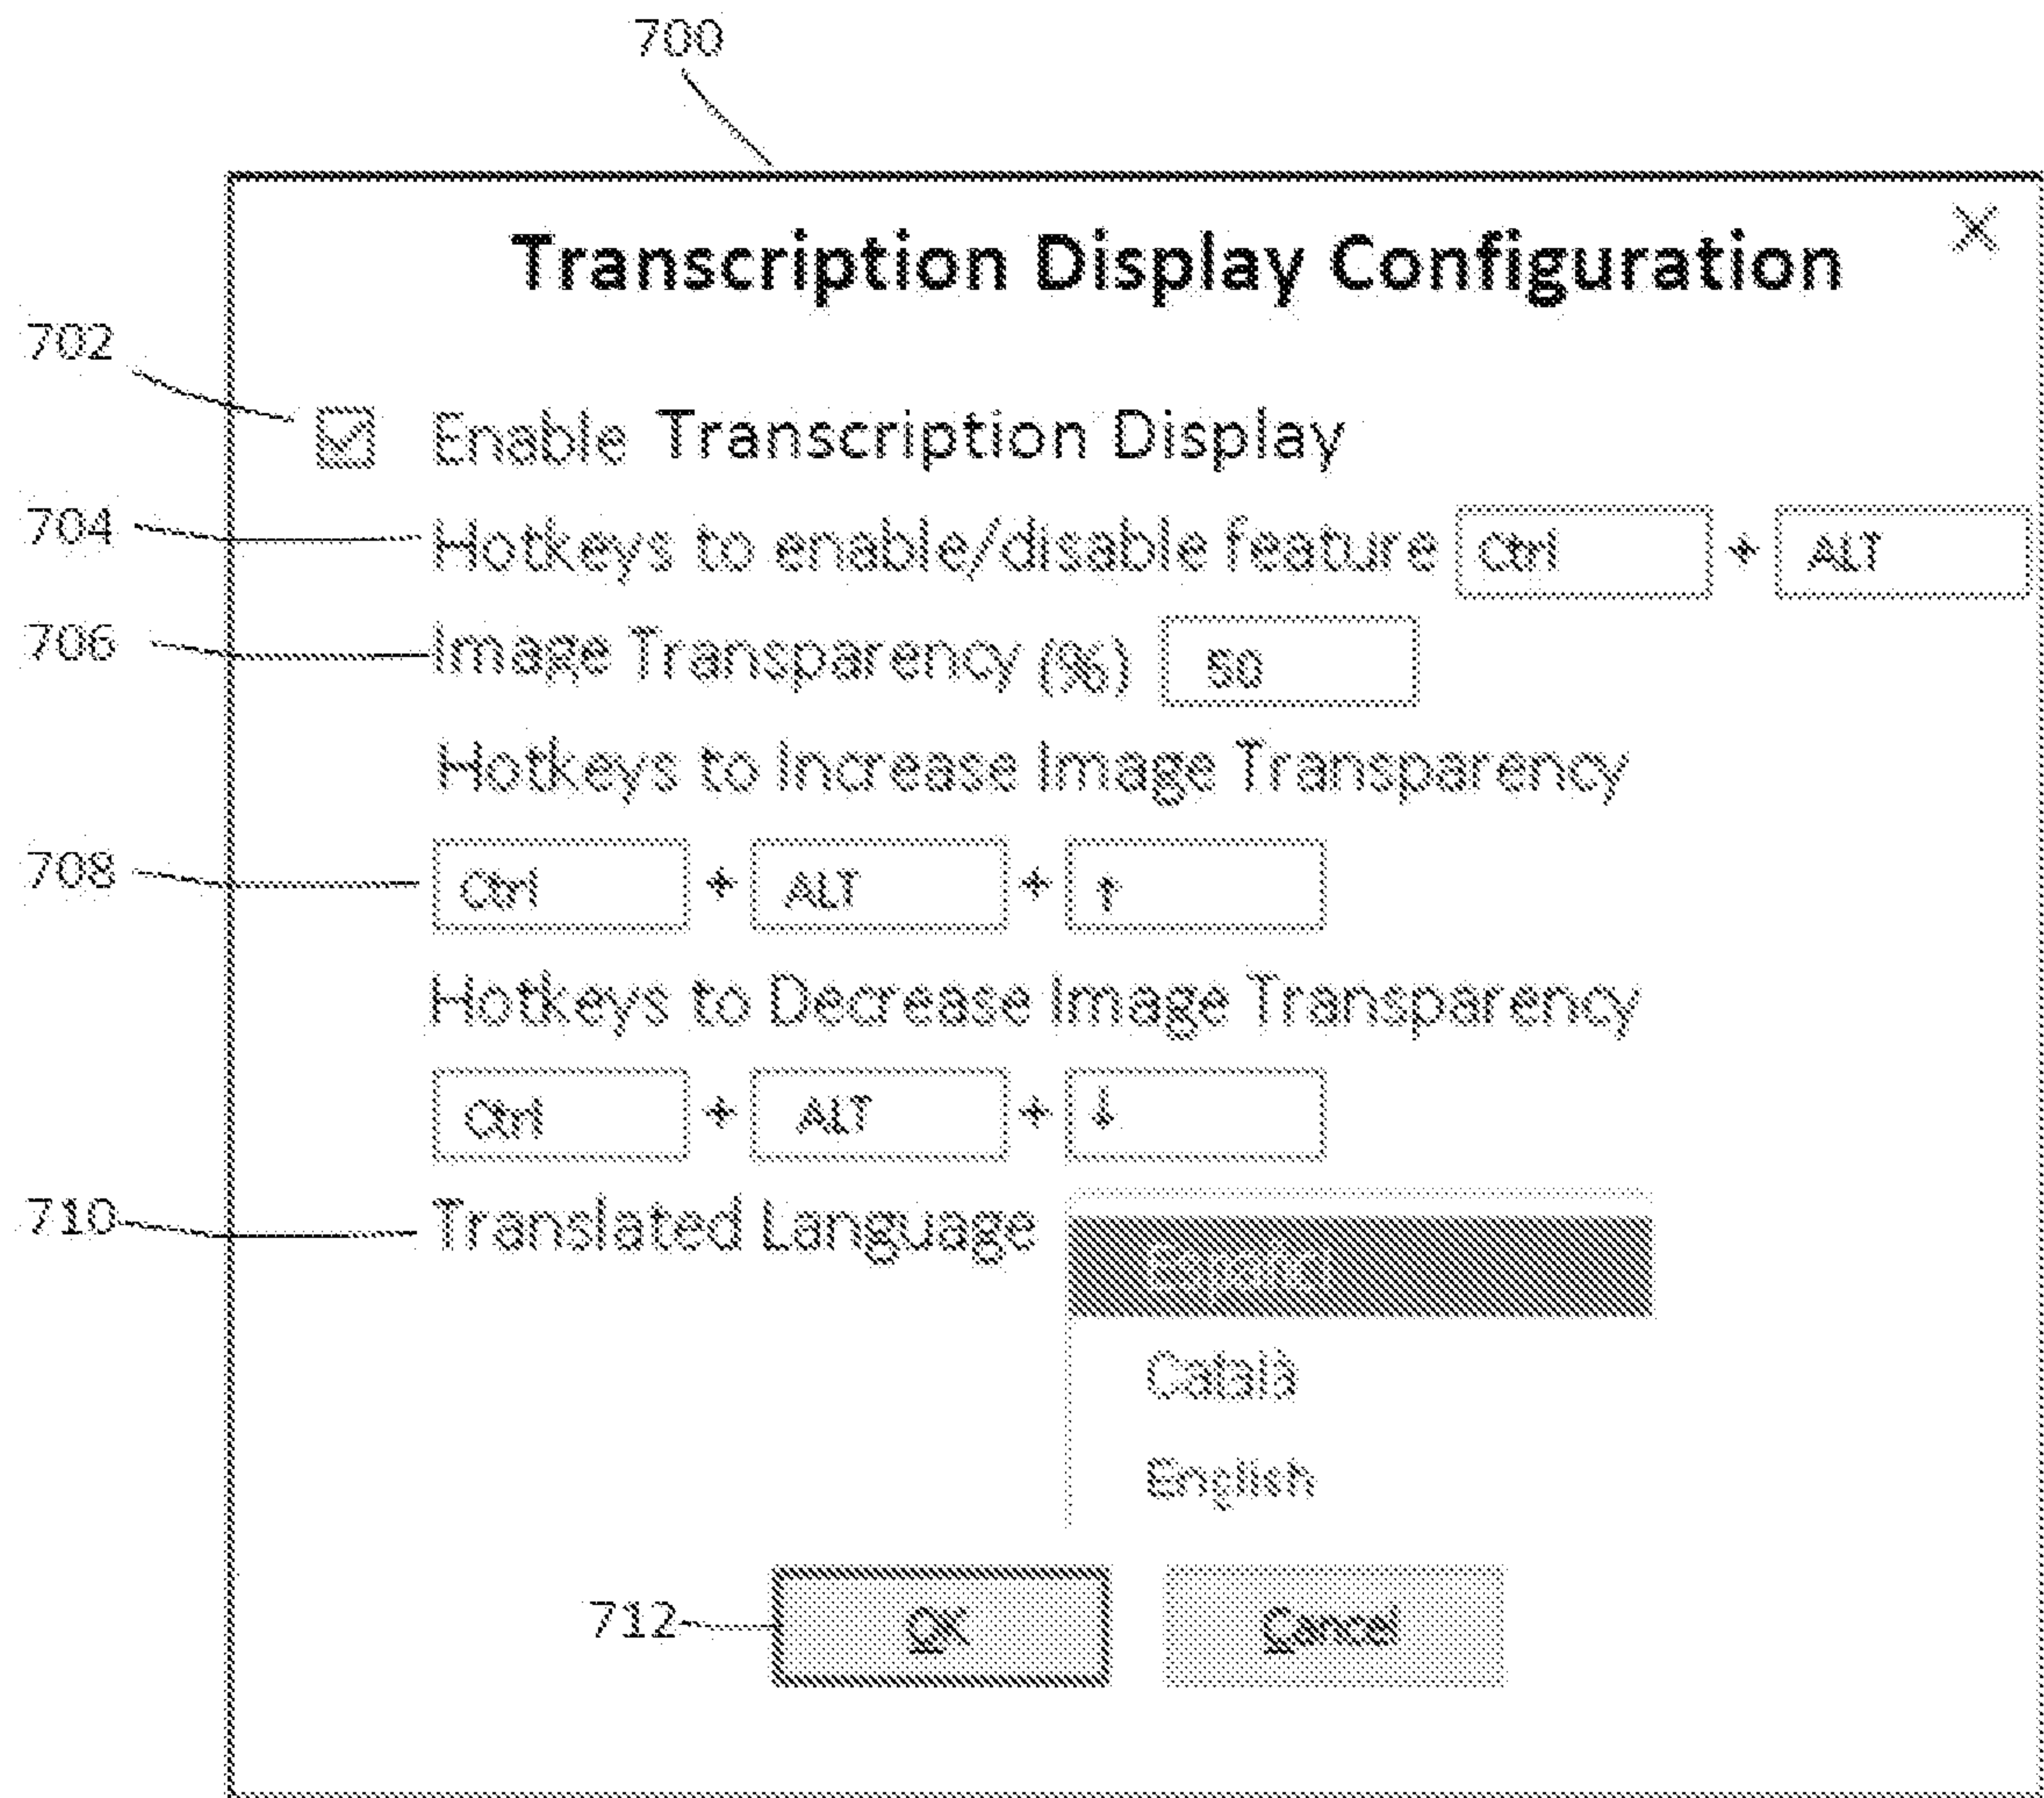 700
Transcription Display Configuration ×
702
☑ Enable Transcription Display
704 Hotkeys to enable/disable feature Ctrl + ALT
706 Image Transparency (%) 50
Hotkeys to Increase Image Transparency
708 Ctrl + ALT + ↑
Hotkeys to Decrease Image Transparency
Ctrl + ALT + ↓
710 Translated Language
Català
English
712 OK Cancel